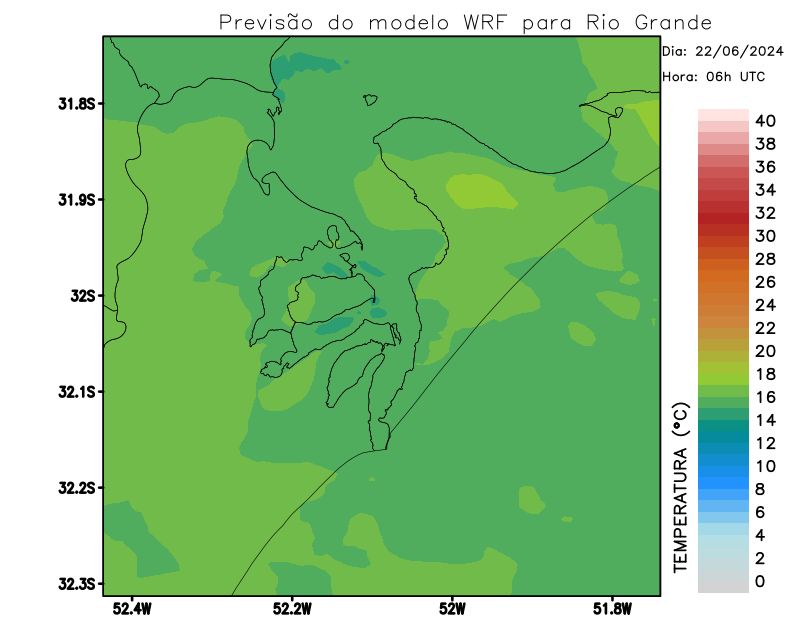 Previsão do modelo WRF para Rio Grande
Dia: 22/06/2024
Hora: 06h UTC
31.8S
31.9S
32S
32.1S
32.2S
32.3S
52.4W
52.2W
52W
51.8W
TEMPERATURA (°C)
40
38
36
34
32
30
28
26
24
22
20
18
16
14
12
10
8
6
4
2
0